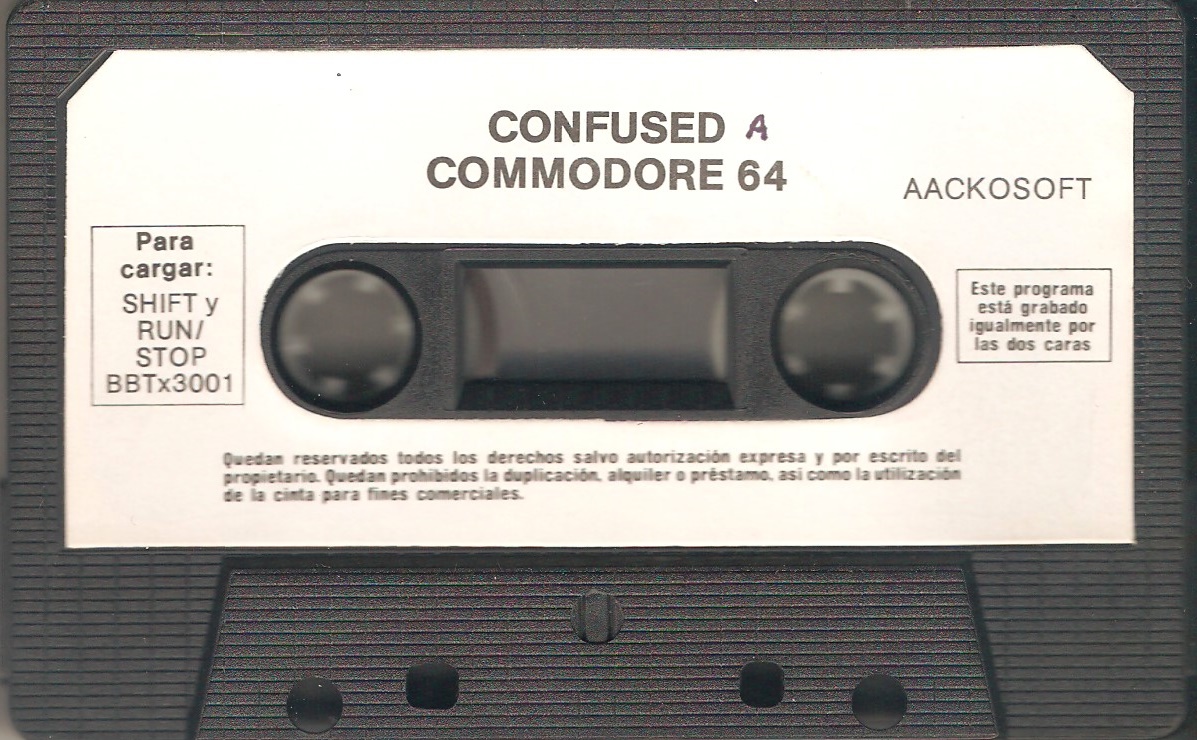 CONFUSED A
COMMODORE 64
AACKOSOFT
Para
cargar:
SHIFT y
RUN/
STOP
BBTx3001
Este programa
está grabado
igualmente por
las dos caras
Quedan reservados todos los derechos salvo autorización expresa y por escrito del
propietario. Quedan prohibidos la duplicación, alquiler o préstamo, asi como la utilización
de la cinta para fines comerciales.